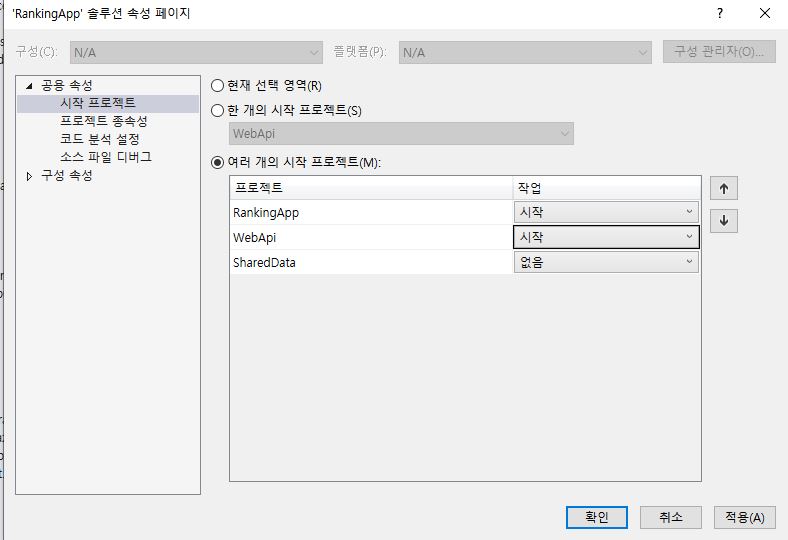 'RankingApp' 솔루션 속성 페이지
? ×
구성(C): N/A 플랫폼(P): N/A 구성 관리자(O)...
공용 속성
시작 프로젝트
프로젝트 종속성
코드 분석 설정
소스 파일 디버그
구성 속성
현재 선택 영역(R)
한 개의 시작 프로젝트(S)
WebApi
여러 개의 시작 프로젝트(M):
프로젝트 작업
RankingApp 시작
WebApi 시작
SharedData 없음
확인 취소 적용(A)